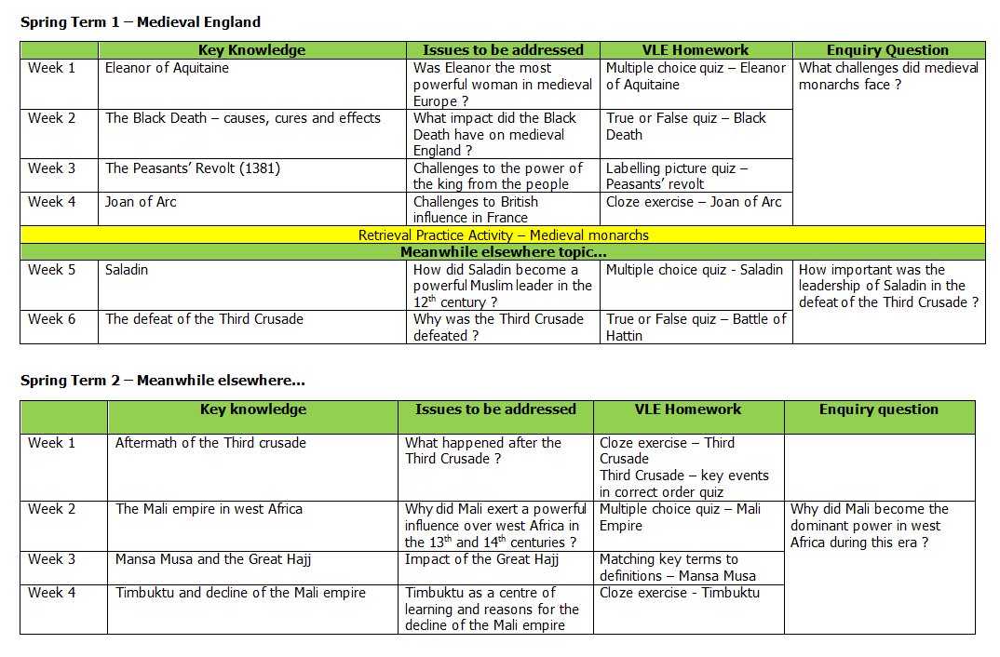 Spring Term 1 – Medieval England
Key Knowledge Issues to be addressed VLE Homework Enquiry Question
Week 1 Eleanor of Aquitaine Was Eleanor the most Multiple choice quiz – Eleanor What challenges did medieval
powerful woman in medieval of Aquitaine monarchs face ?
Europe ?
Week 2 The Black Death – causes, cures and effects What impact did the Black True or False quiz – Black
Death have on medieval Death
England ?
Week 3 The Peasants’ Revolt (1381) Challenges to the power of Labelling picture quiz –
the king from the people Peasants’ revolt
Week 4 Joan of Arc Challenges to British Cloze exercise – Joan of Arc
influence in France
Retrieval Practice Activity – Medieval monarchs
Meanwhile elsewhere topic…
Week 5 Saladin How did Saladin become a Multiple choice quiz - Saladin How important was the
powerful Muslim leader in the leadership of Saladin in the
12th century ? defeat of the Third Crusade ?
Week 6 The defeat of the Third Crusade Why was the Third Crusade True or False quiz – Battle of
defeated ? Hattin
Spring Term 2 – Meanwhile elsewhere…
Key knowledge Issues to be addressed VLE Homework Enquiry question
Week 1 Aftermath of the Third crusade What happened after the Cloze exercise – Third
Third Crusade ? Crusade
Third Crusade – key events
in correct order quiz
Week 2 The Mali empire in west Africa Why did Mali exert a powerful Multiple choice quiz – Mali Why did Mali become the
influence over west Africa in Empire dominant power in west
the 13th and 14th centuries ? Africa during this era ?
Week 3 Mansa Musa and the Great Hajj Impact of the Great Hajj Matching key terms to
definitions – Mansa Musa
Week 4 Timbuktu and decline of the Mali empire Timbuktu as a centre of Cloze exercise - Timbuktu
learning and reasons for the
decline of the Mali empire